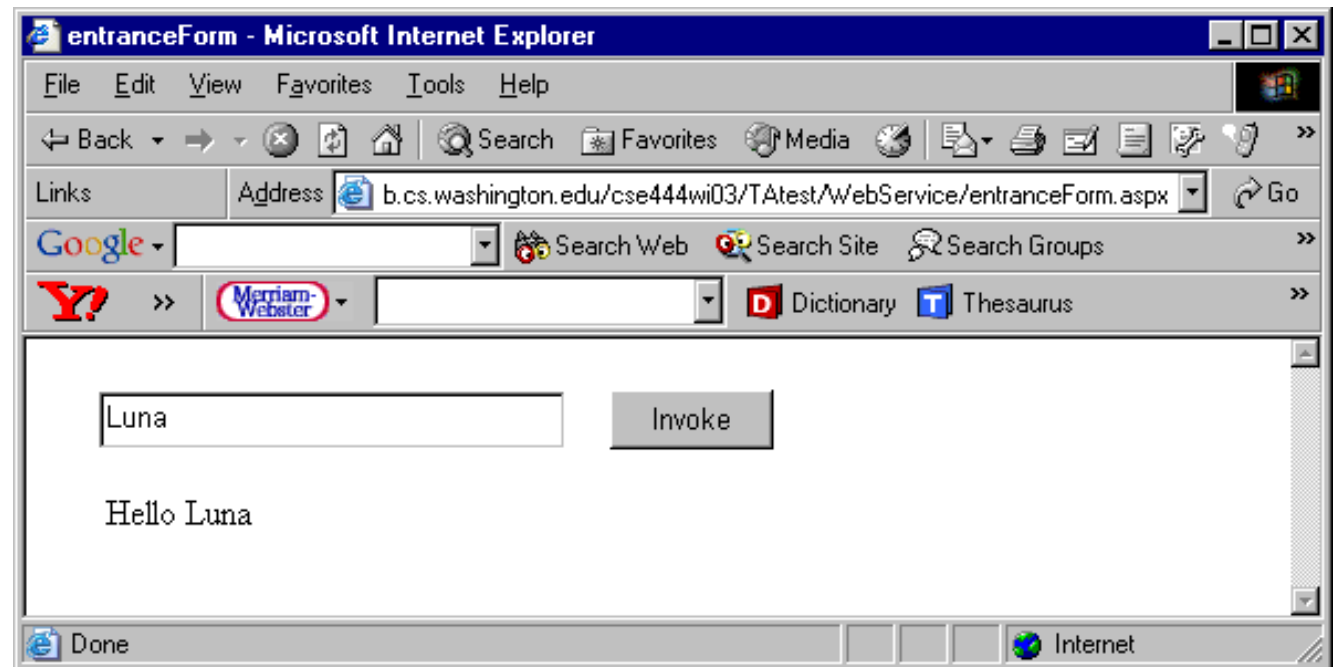 entranceForm - Microsoft Internet Explorer
File Edit View Favorites Tools Help
Back Search Favorites Media »
Links Address b.cs.washington.edu/cse444wi03/TAtest/WebService/entranceForm.aspx Go
Google Search Web Search Site Search Groups »
Y! » Merriam-Webster D Dictionary T Thesaurus »
Luna Invoke
Hello Luna
Done Internet